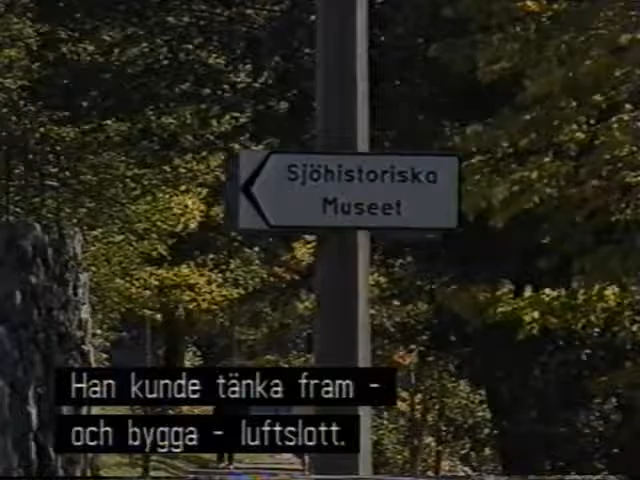 Sjöhistoriska
Museet
Han kunde tänka fram -
och bygga - luftslott.